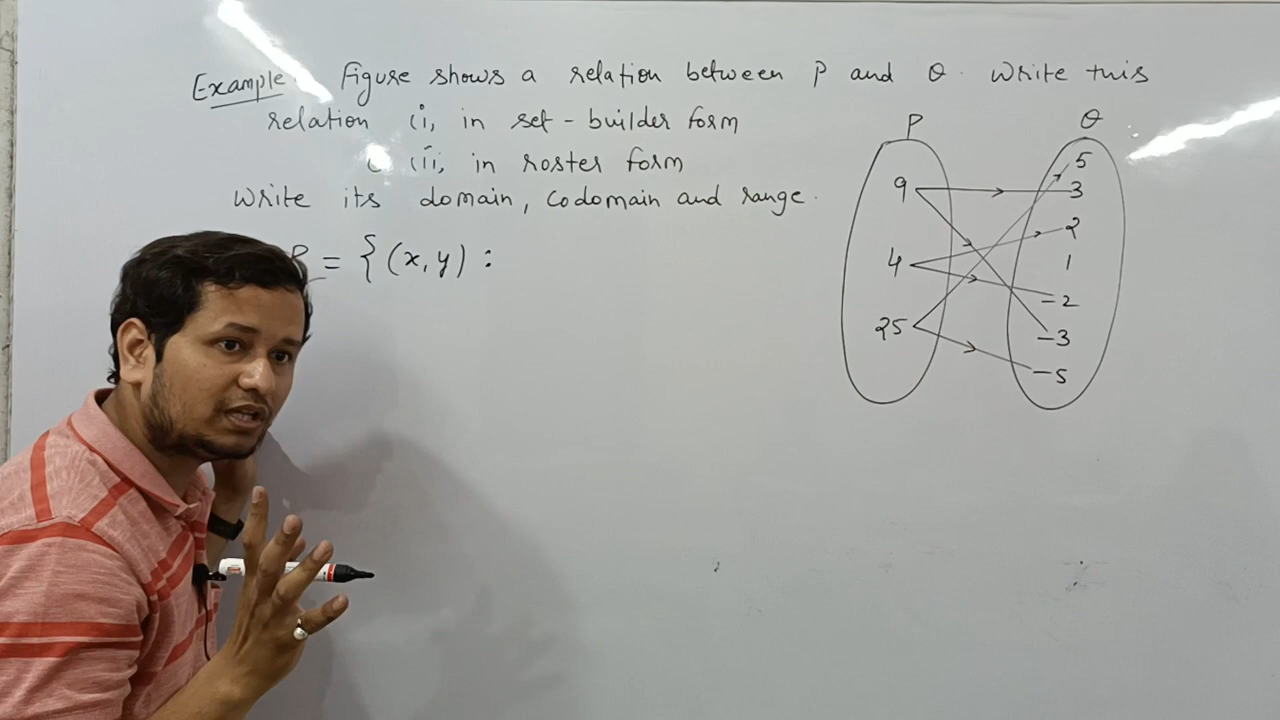 Example. Figure shows a relation between P and Q. Write this
relation (i) in set-builder form
(ii) in roster form
Write its domain, codomain and range.
R = {(x, y) :
P Q
9
4
25
5
3
2
1
-2
-3
-5